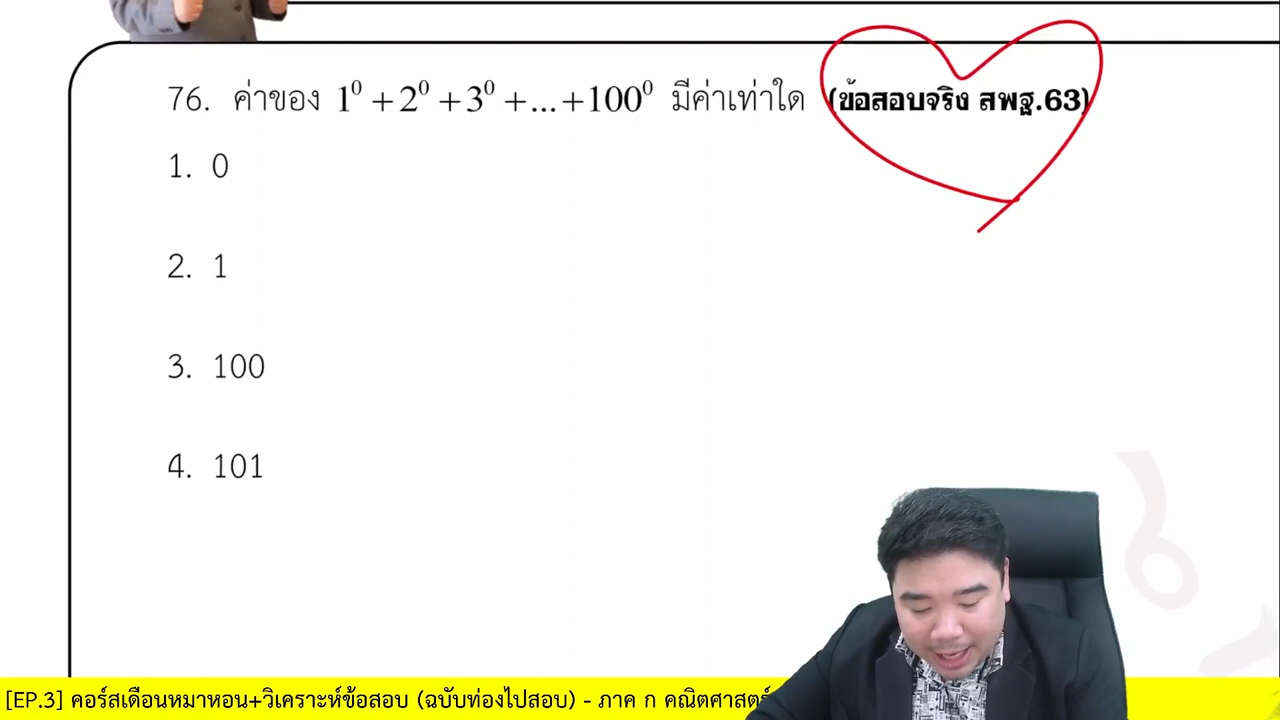 76. ค่าของ 1⁰ + 2⁰ + 3⁰ + ... + 100⁰ มีค่าเท่าใด (ข้อสอบจริง สพฐ.63)
1. 0
2. 1
3. 100
4. 101
[EP.3] คอร์สเดือนหมาหอน+วิเคราะห์ข้อสอบ (ฉบับท่องไปสอบ) - ภาค ก คณิตศาสตร์